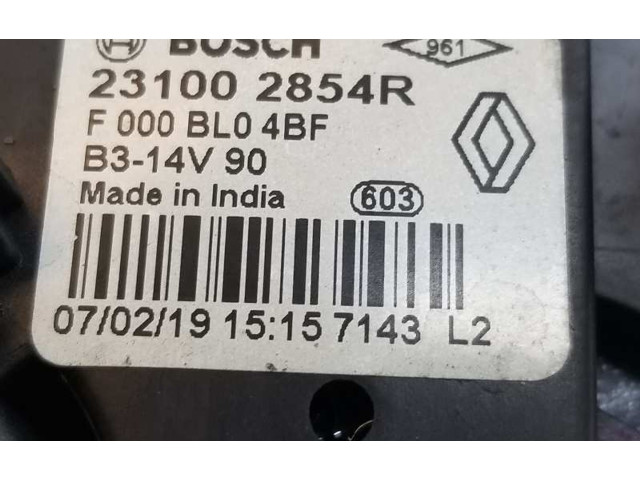 BOSCH
961
23100 2854R
F 000 BL0 4BF
B3-14V 90
Made in India
603
07/02/19 15:15 7143 L2